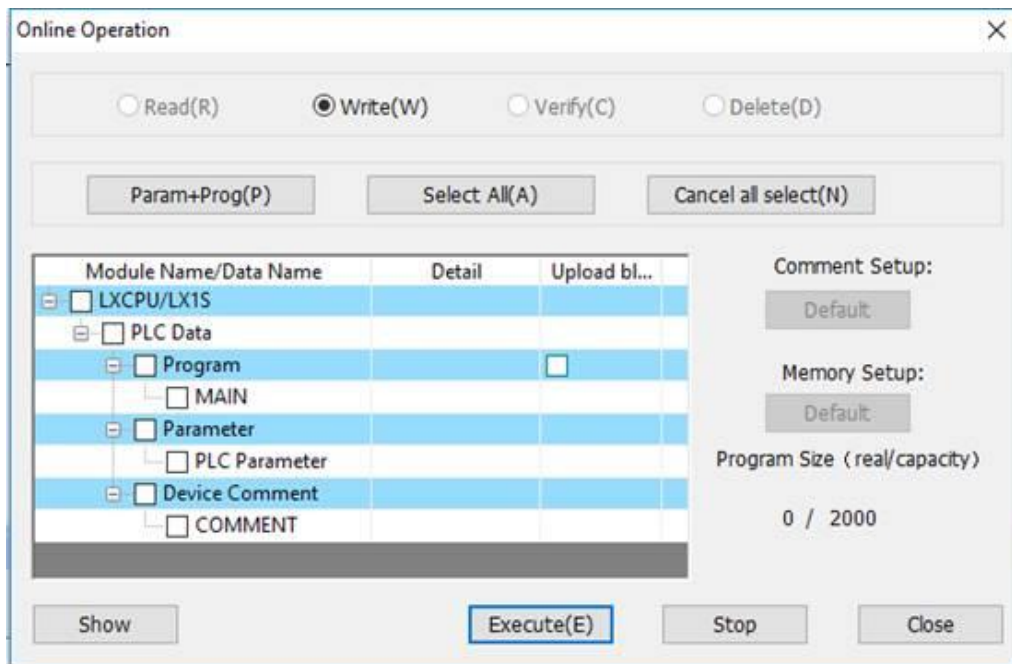 Online Operation
Read(R) Write(W) Verify(C) Delete(D)
Param+Prog(P) Select All(A) Cancel all select(N)
Module Name/Data Name Detail Upload bl...
LXCPU/LX1S
PLC Data
Program
MAIN
Parameter
PLC Parameter
Device Comment
COMMENT
Comment Setup:
Default
Memory Setup:
Default
Program Size（real/capacity）
0 / 2000
Show Execute(E) Stop Close